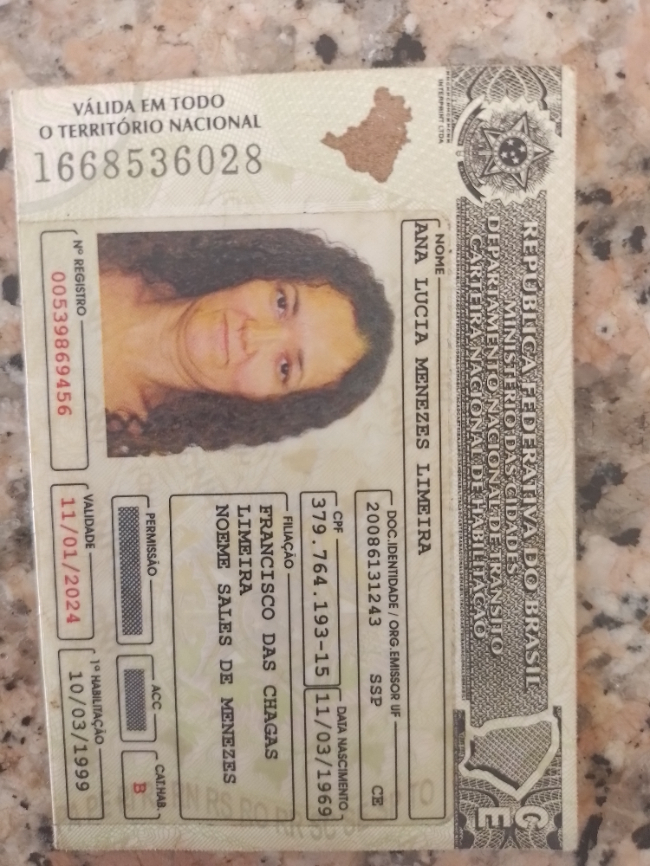 REPÚBLICA FEDERATIVA DO BRASIL
MINISTÉRIO DAS CIDADES
DEPARTAMENTO NACIONAL DE TRÂNSITO
CARTEIRA NACIONAL DE HABILITAÇÃO
NOME
ANA LUCIA MENEZES LIMEIRA
DOC.IDENTIDADE / ORG.EMISSOR UF
20086131243 SSP CE
CPF
379.764.193-15
DATA NASCIMENTO
11/03/1969
FILIAÇÃO
FRANCISCO DAS CHAGAS
LIMEIRA
NOEME SALES DE MENEZES
PERMISSÃO
ACC
CAT.HAB.
B
Nº REGISTRO
00539869456
VALIDADE
11/01/2024
1ª HABILITAÇÃO
10/03/1999
VÁLIDA EM TODO
O TERRITÓRIO NACIONAL
1668536028
INTERPRINT LTDA
CE